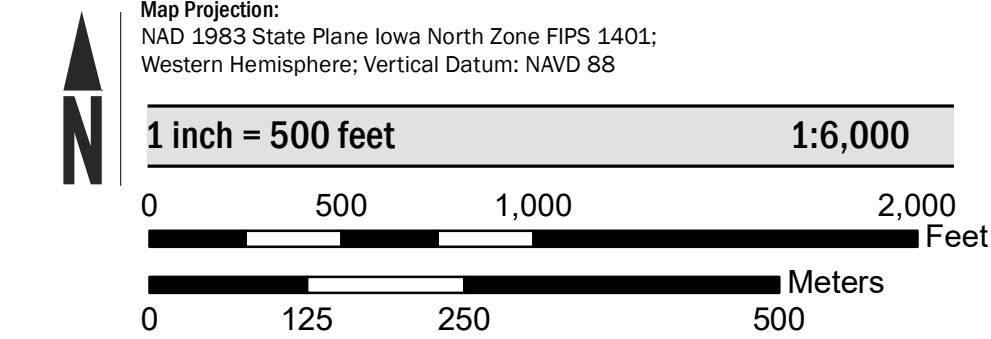 Map Projection:
NAD 1983 State Plane Iowa North Zone FIPS 1401;
Western Hemisphere; Vertical Datum: NAVD 88
N
1 inch = 500 feet 1:6,000
0 500 1,000 2,000
Feet
Meters
0 125 250 500